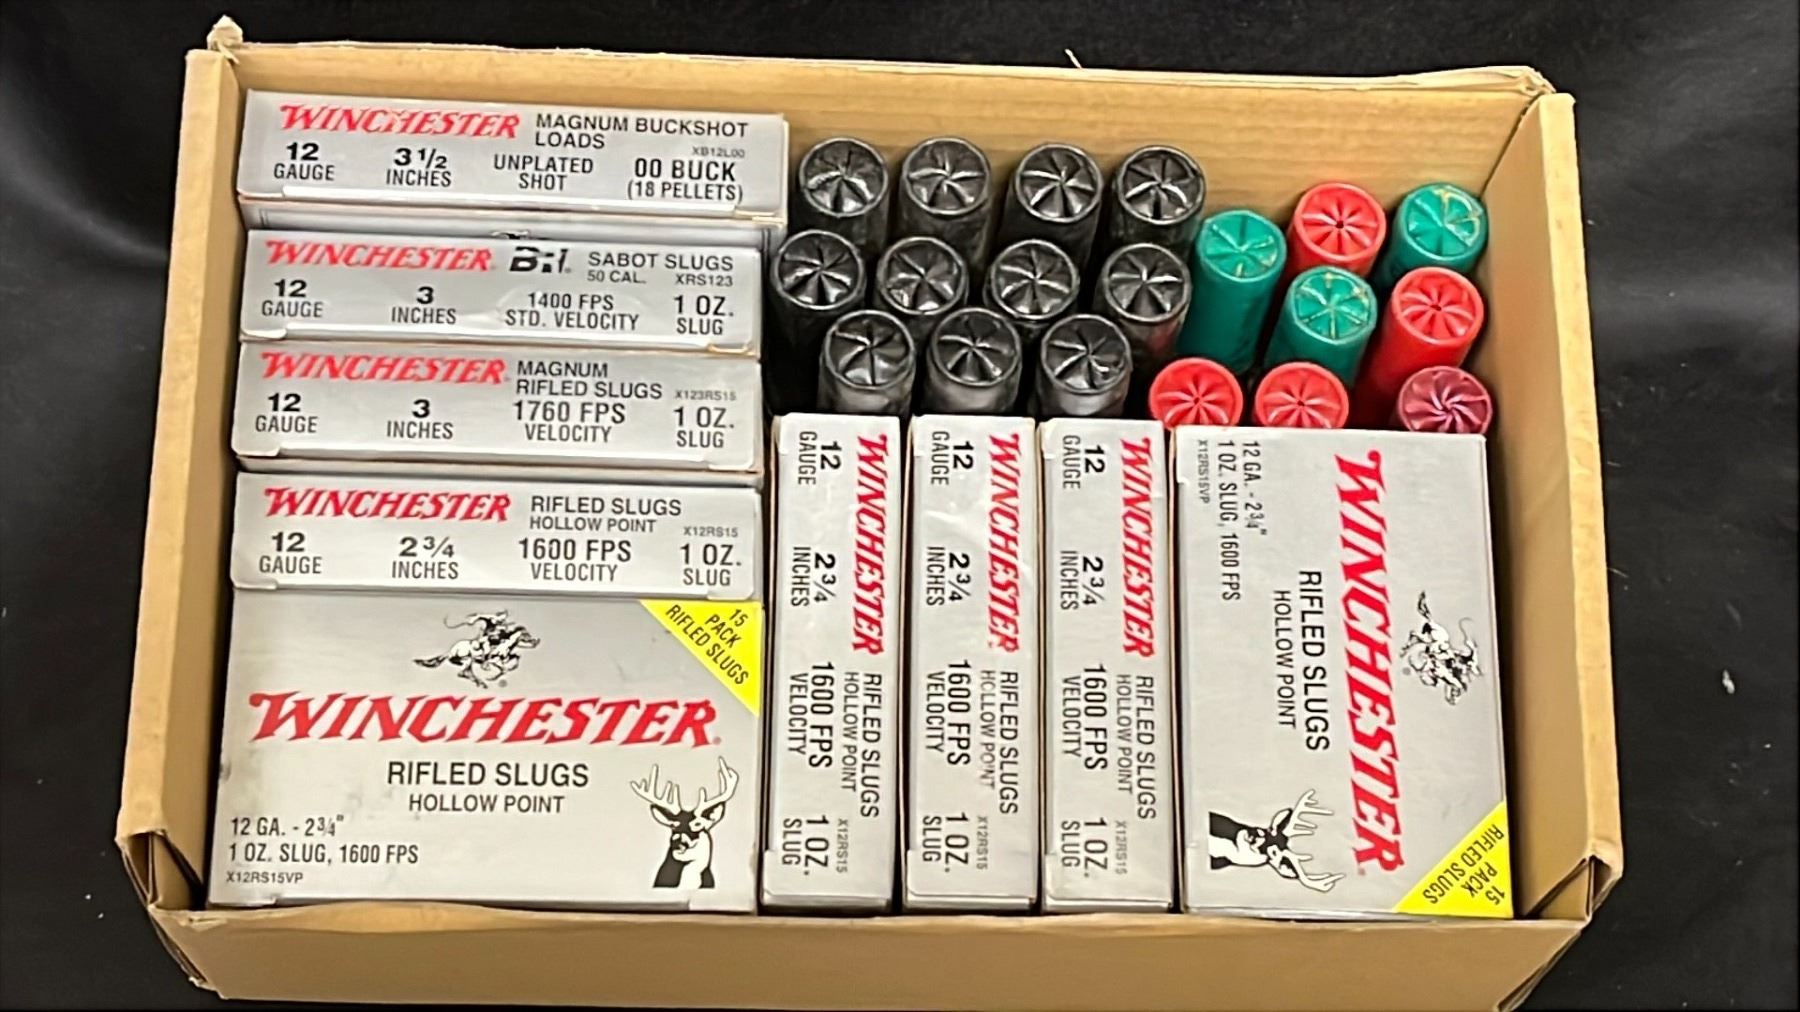 WINCHESTER MAGNUM BUCKSHOT LOADS
XB12L00
12 GAUGE 3 1/2 INCHES UNPLATED SHOT 00 BUCK (18 PELLETS)
WINCHESTER BRI SABOT SLUGS
50 CAL. XRS123
12 GAUGE 3 INCHES 1400 FPS STD. VELOCITY 1 OZ. SLUG
WINCHESTER MAGNUM RIFLED SLUGS X123RS15
12 GAUGE 3 INCHES 1760 FPS VELOCITY 1 OZ. SLUG
WINCHESTER RIFLED SLUGS
HOLLOW POINT X12RS15
12 GAUGE 2 3/4 INCHES 1600 FPS VELOCITY 1 OZ. SLUG
15 PACK RIFLED SLUGS
WINCHESTER
RIFLED SLUGS
HOLLOW POINT
12 GA. - 2 3/4"
1 OZ. SLUG, 1600 FPS
X12RS15VP
WINCHESTER RIFLED SLUGS
HOLLOW POINT X12RS15
12 GAUGE 2 3/4 INCHES 1600 FPS VELOCITY 1 OZ. SLUG
WINCHESTER RIFLED SLUGS
HOLLOW POINT X12RS15
12 GAUGE 2 3/4 INCHES 1600 FPS VELOCITY 1 OZ. SLUG
WINCHESTER RIFLED SLUGS
HOLLOW POINT X12RS15
12 GAUGE 2 3/4 INCHES 1600 FPS VELOCITY 1 OZ. SLUG
WINCHESTER
RIFLED SLUGS
HOLLOW POINT
12 GA. - 2 3/4"
1 OZ. SLUG, 1600 FPS
X12RS15VP
15 PACK RIFLED SLUGS